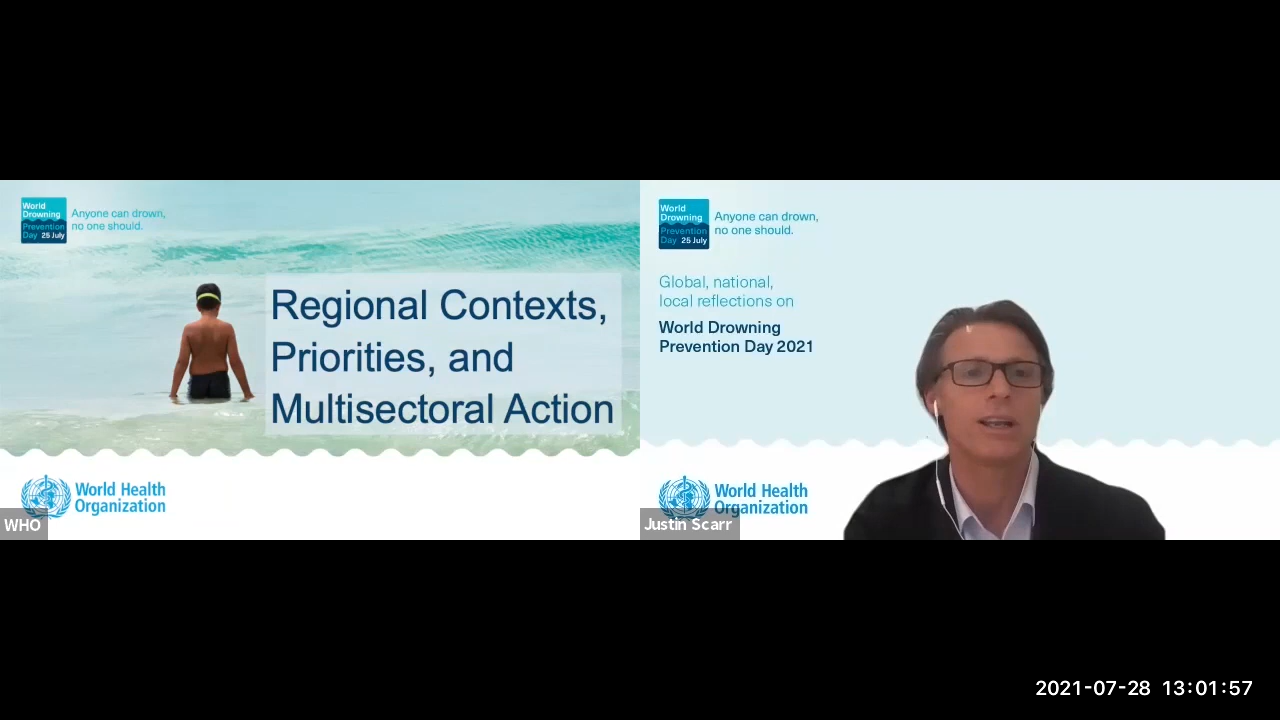 World
Drowning
Prevention
Day 25 July
Anyone can drown,
no one should.
Regional Contexts,
Priorities, and
Multisectoral Action
World Health
Organization
WHO
World
Drowning
Prevention
Day 25 July
Anyone can drown,
no one should.
Global, national,
local reflections on
World Drowning
Prevention Day 2021
World Health
Organization
Justin Scarr
2021-07-28 13:01:57